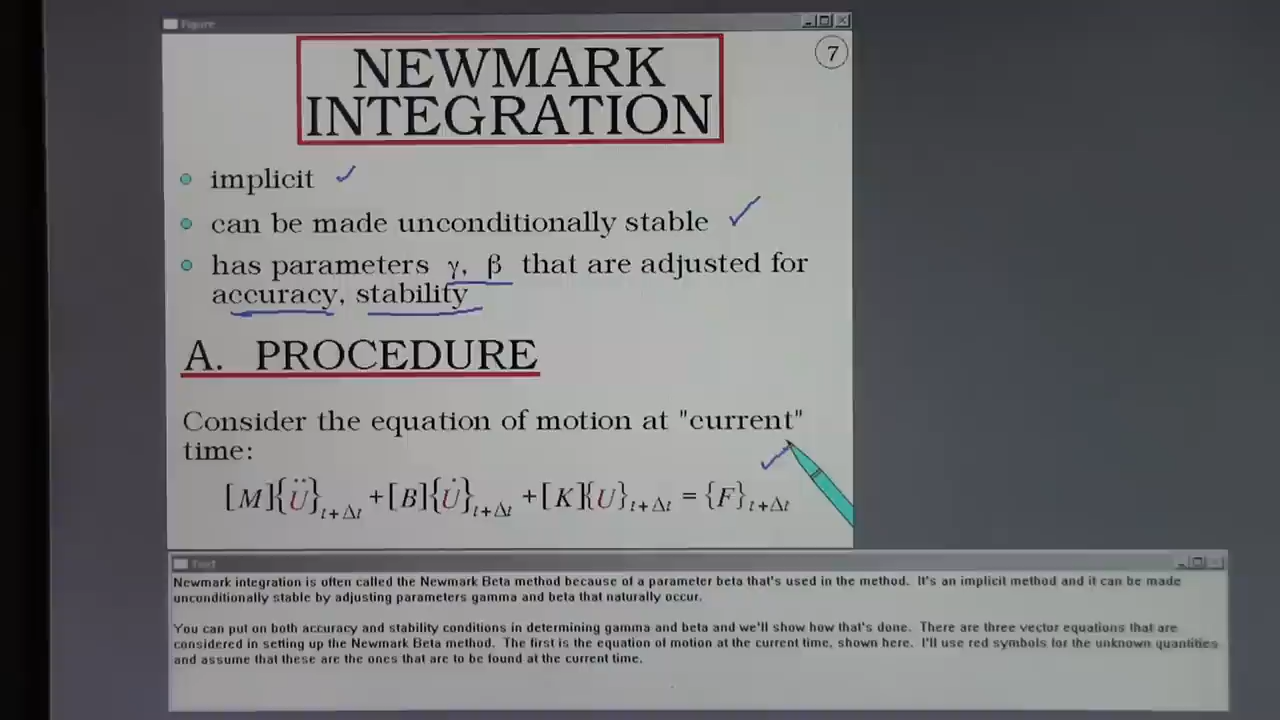 Figure
7
NEWMARK
INTEGRATION
implicit
can be made unconditionally stable
has parameters γ, β that are adjusted for
accuracy, stability
A. PROCEDURE
Consider the equation of motion at "current"
time:
[M]{Ü}t+Δt +[B]{U̇}t+Δt +[K]{U}t+Δt = {F}t+Δt
Text
Newmark integration is often called the Newmark Beta method because of a parameter beta that's used in the method. It's an implicit method and it can be made
unconditionally stable by adjusting parameters gamma and beta that naturally occur.
You can put on both accuracy and stability conditions in determining gamma and beta and we'll show how that's done. There are three vector equations that are
considered in setting up the Newmark Beta method. The first is the equation of motion at the current time, shown here. I'll use red symbols for the unknown quantities
and assume that these are the ones that are to be found at the current time.